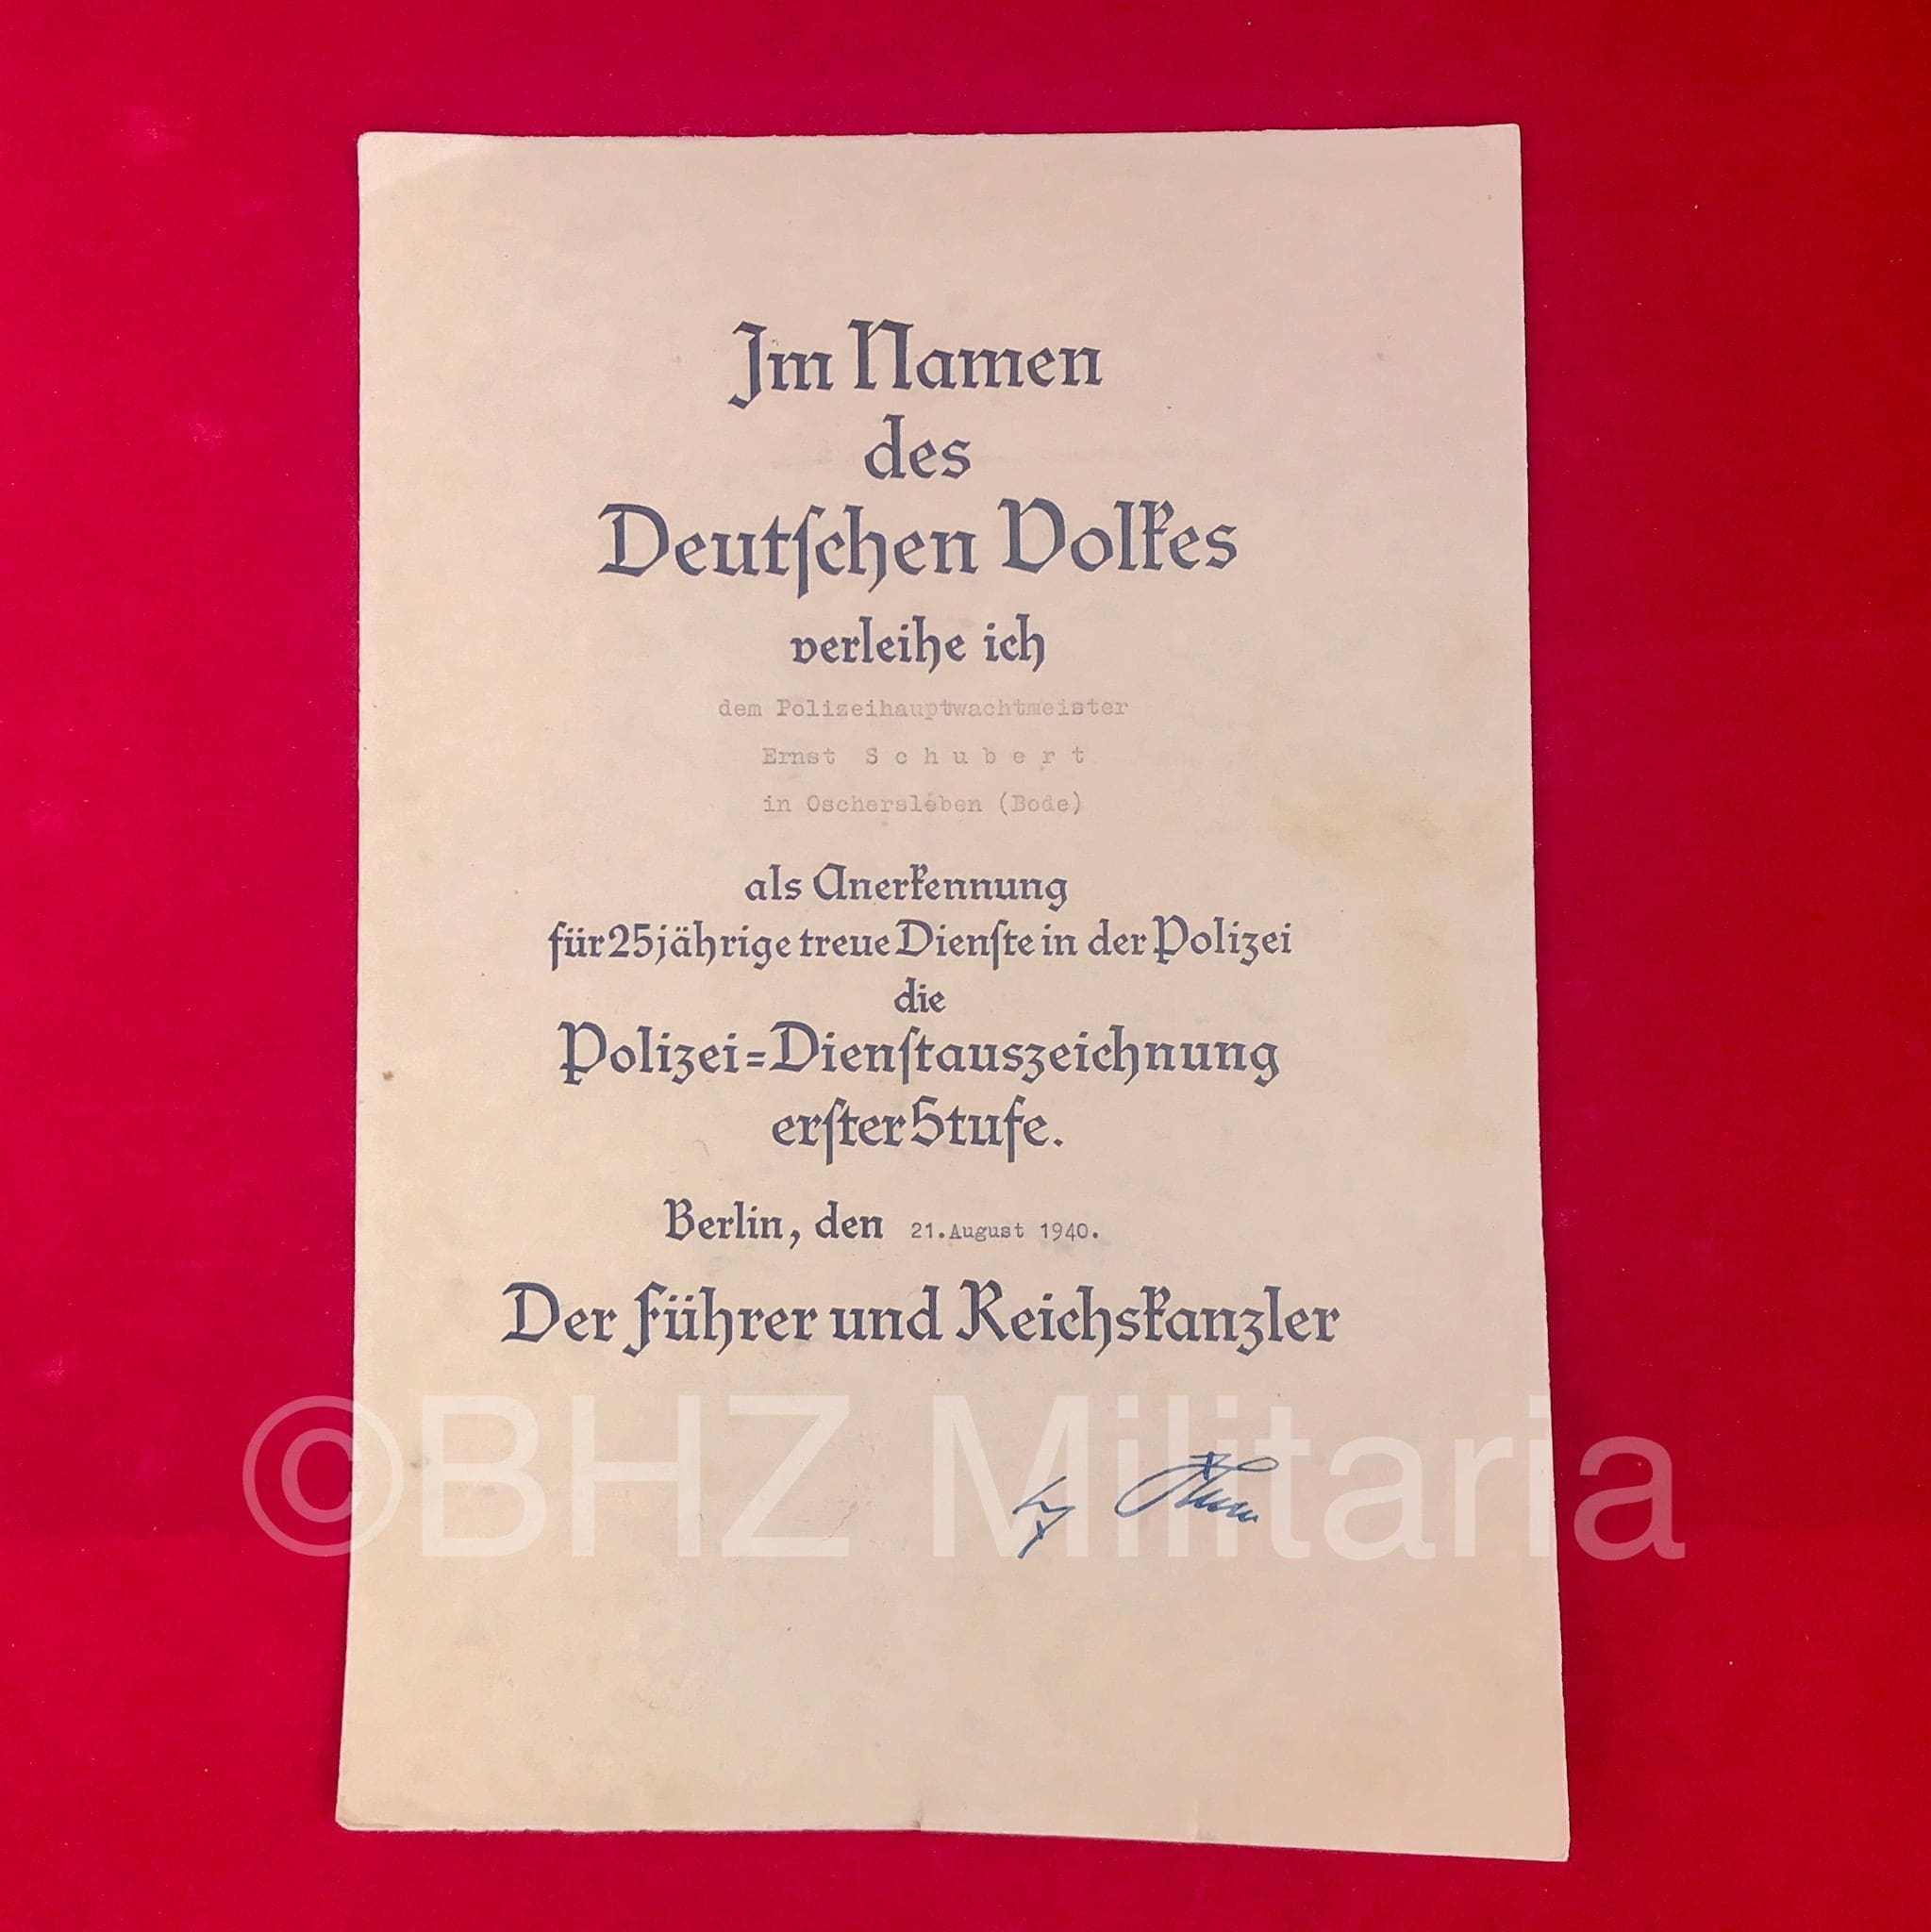 Im Namen
des
Deutſchen Volkes
verleihe ich
dem Polizeihauptwachtmeister
Ernst S c h u b e r t
in Oschersleben (Bode)
als Anerkennung
für 25jährige treue Dienſte in der Polizei
die
Polizei=Dienſtauszeichnung
erſter Stufe.
Berlin, den 21.August 1940.
Der Führer und Reichskanzler
©BHZ Militaria